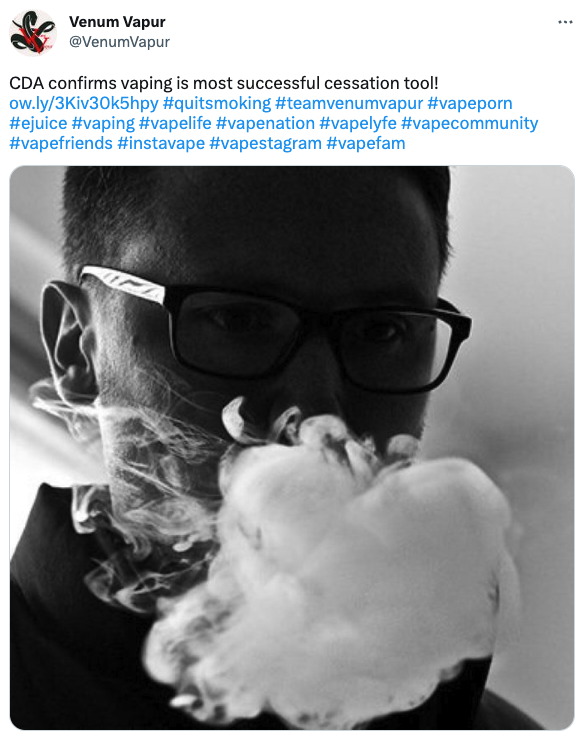 Venum Vapur
@VenumVapur
CDA confirms vaping is most successful cessation tool!
ow.ly/3Kiv30k5hpy #quitsmoking #teamvenumvapur #vapeporn
#ejuice #vaping #vapelife #vapenation #vapelyfe #vapecommunity
#vapefriends #instavape #vapestagram #vapefam